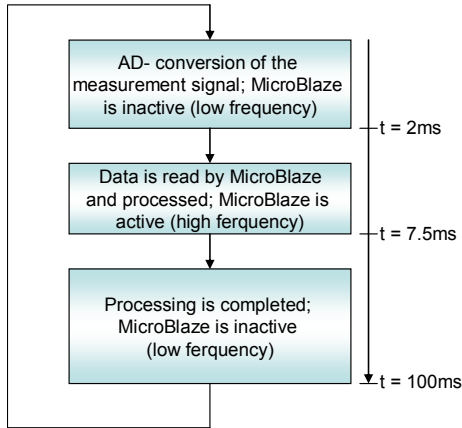 AD- conversion of the
measurement signal; MicroBlaze
is inactive (low frequency)
t = 2ms
Data is read by MicroBlaze
and processed; MicroBlaze is
active (high ferquency)
t = 7.5ms
Processing is completed;
MicroBlaze is inactive
(low ferquency)
t = 100ms